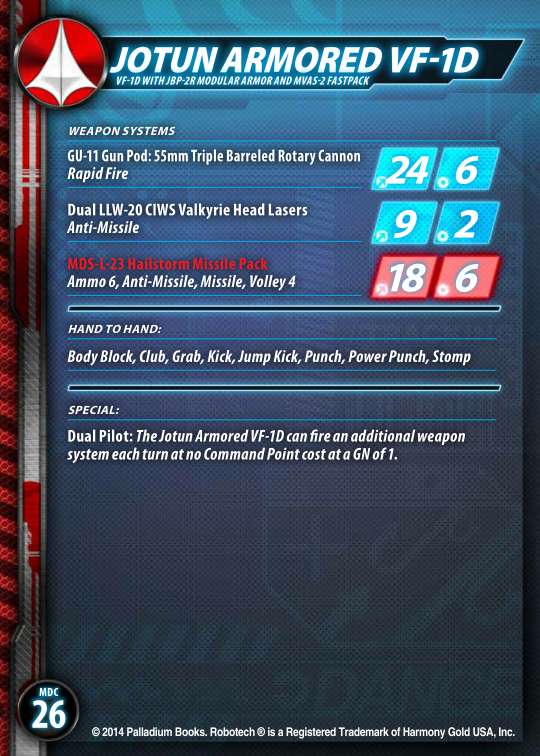 JOTUN ARMORED VF-1D
VF-1D WITH JBP-2R MODULAR ARMOR AND MVAS-2 FASTPACK
WEAPON SYSTEMS
GU-11 Gun Pod: 55mm Triple Barreled Rotary Cannon
Rapid Fire
24 6
Dual LLW-20 CIWS Valkyrie Head Lasers
Anti-Missile
9 2
MDS-L-23 Hailstorm Missile Pack
Ammo 6, Anti-Missile, Missile, Volley 4
18 6
HAND TO HAND:
Body Block, Club, Grab, Kick, Jump Kick, Punch, Power Punch, Stomp
SPECIAL:
Dual Pilot: The Jotun Armored VF-1D can fire an additional weapon
system each turn at no Command Point cost at a GN of 1.
MDC
26
© 2014 Palladium Books. Robotech ® is a Registered Trademark of Harmony Gold USA, Inc.